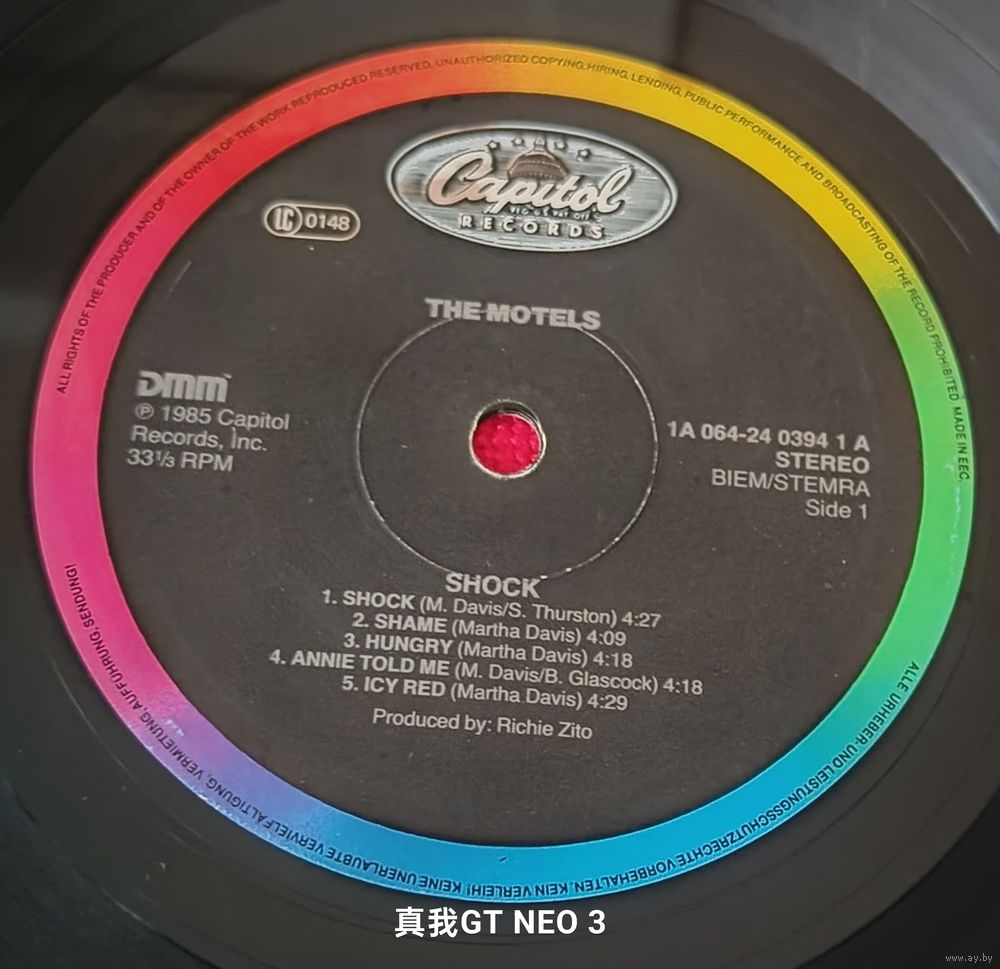 ALL RIGHTS OF THE PRODUCER AND OF THE OWNER OF THE WORK REPRODUCED RESERVED. UNAUTHORIZED COPYING, HIRING, LENDING, PUBLIC PERFORMANCE AND BROADCASTING OF THE RECORD PROHIBITED. MADE IN EEC.
Capitol
RECORDS
LC 0148
THE MOTELS
DMM
℗ 1985 Capitol
Records, Inc.
33⅓ RPM
1A 064-24 0394 1 A
STEREO
BIEM/STEMRA
Side 1
SHOCK
1. SHOCK (M. Davis/S. Thurston) 4:27
2. SHAME (Martha Davis) 4:09
3. HUNGRY (Martha Davis) 4:18
4. ANNIE TOLD ME (M. Davis/B. Glascock) 4:18
5. ICY RED (Martha Davis) 4:29
Produced by: Richie Zito
ALLE URHEBER- UND LEISTUNGSSCHUTZRECHTE VORBEHALTEN. KEIN VERLEIH! KEINE UNERLAUBTE VERVIELFÄLTIGUNG, VERMIETUNG, AUFFÜHRUNG, SENDUNG!
真我GT NEO 3
www.ay.by